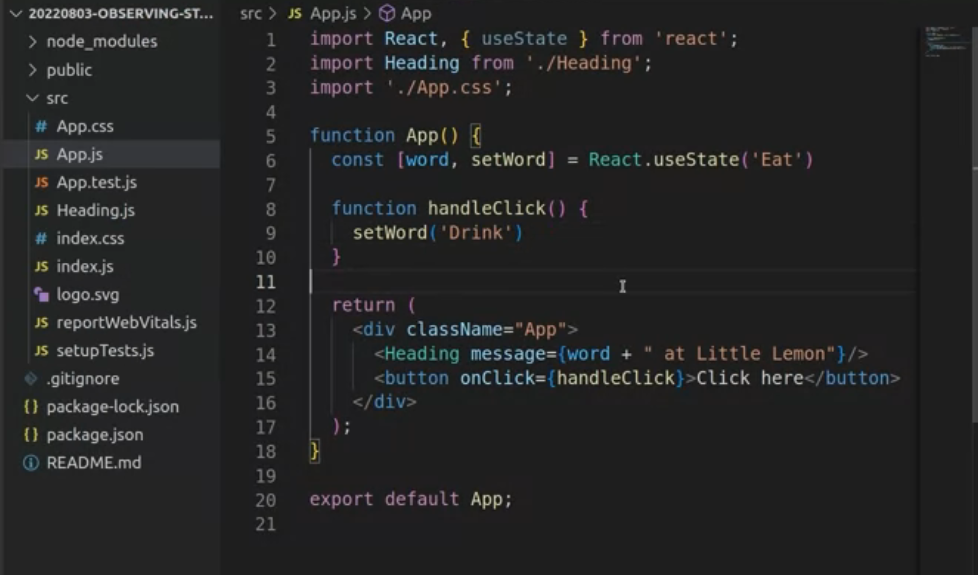 20220803-OBSERVING-ST...
node_modules
public
src
# App.css
JS App.js
JS App.test.js
JS Heading.js
# index.css
JS index.js
logo.svg
JS reportWebVitals.js
JS setupTests.js
.gitignore
{} package-lock.json
{} package.json
README.md
src > JS App.js > App
1 import React, { useState } from 'react';
2 import Heading from './Heading';
3 import './App.css';
4
5 function App() {
6   const [word, setWord] = React.useState('Eat')
7
8   function handleClick() {
9     setWord('Drink')
10   }
11
12   return (
13     <div className="App">
14       <Heading message={word + " at Little Lemon"}/>
15       <button onClick={handleClick}>Click here</button>
16     </div>
17   );
18 }
19
20 export default App;
21